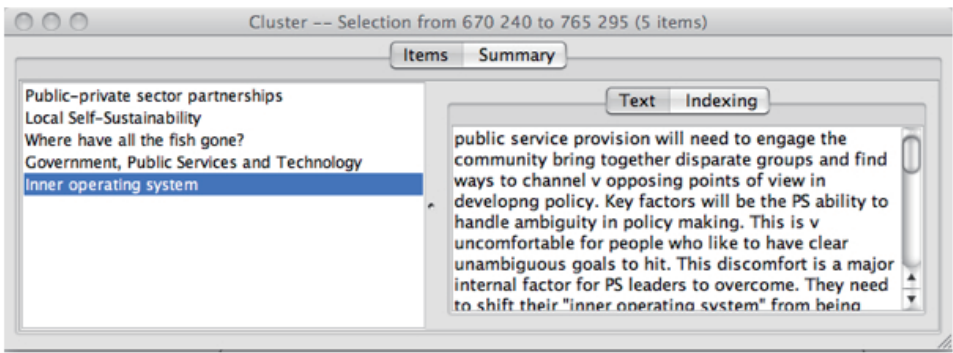 Cluster -- Selection from 670 240 to 765 295 (5 items)
Items Summary
Public-private sector partnerships
Local Self-Sustainability
Where have all the fish gone?
Government, Public Services and Technology
Inner operating system
Text Indexing
public service provision will need to engage the
community bring together disparate groups and find
ways to channel v opposing points of view in
developng policy. Key factors will be the PS ability to
handle ambiguity in policy making. This is v
uncomfortable for people who like to have clear
unambiguous goals to hit. This discomfort is a major
internal factor for PS leaders to overcome. They need
to shift their "inner operating system" from being